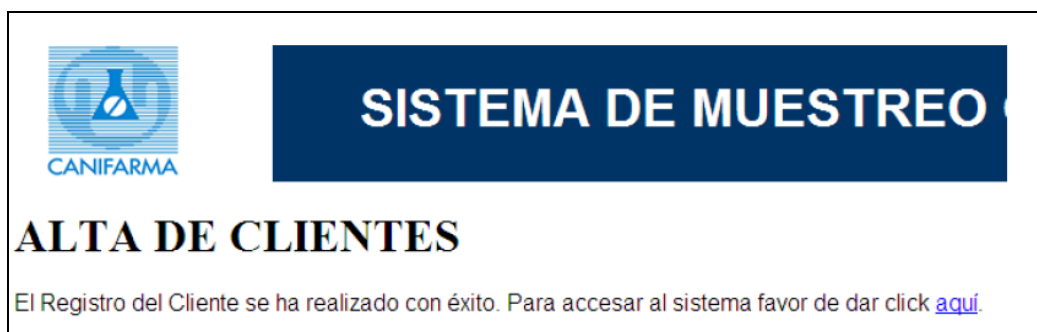 CANIFARMA
SISTEMA DE MUESTREO
ALTA DE CLIENTES
El Registro del Cliente se ha realizado con éxito. Para accesar al sistema favor de dar click aquí.